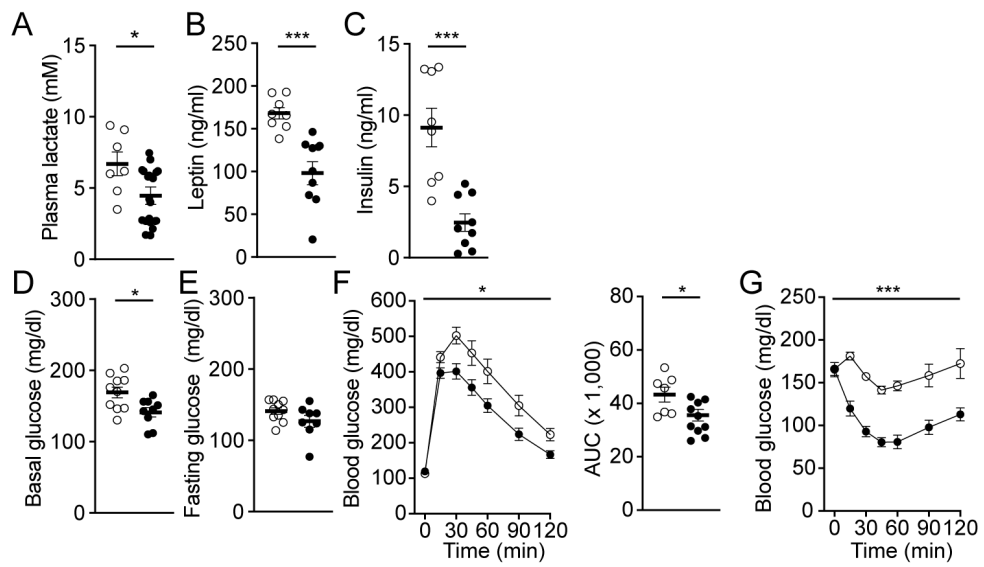 A
*
Plasma lactate (mM)
15
10
5
0
B
***
Leptin (ng/ml)
250
200
150
100
50
0
C
***
Insulin (ng/ml)
15
10
5
0
D
*
Basal glucose (mg/dl)
300
200
100
0
E
Fasting glucose (mg/dl)
300
200
100
0
F
*
Blood glucose (mg/dl)
600
500
400
300
200
100
0
0 30 60 90 120
Time (min)
*
AUC (x 1,000)
80
60
40
20
0
G
***
Blood glucose (mg/dl)
250
200
150
100
50
0 30 60 90 120
Time (min)